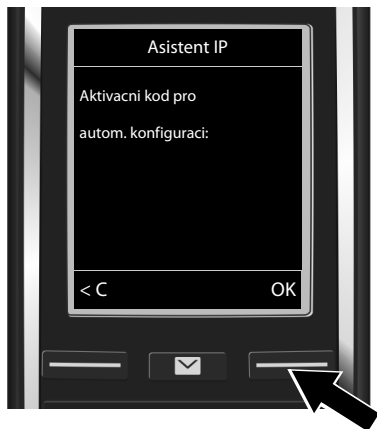 Asistent IP
Aktivacni kod pro
autom. konfiguraci:
< C OK